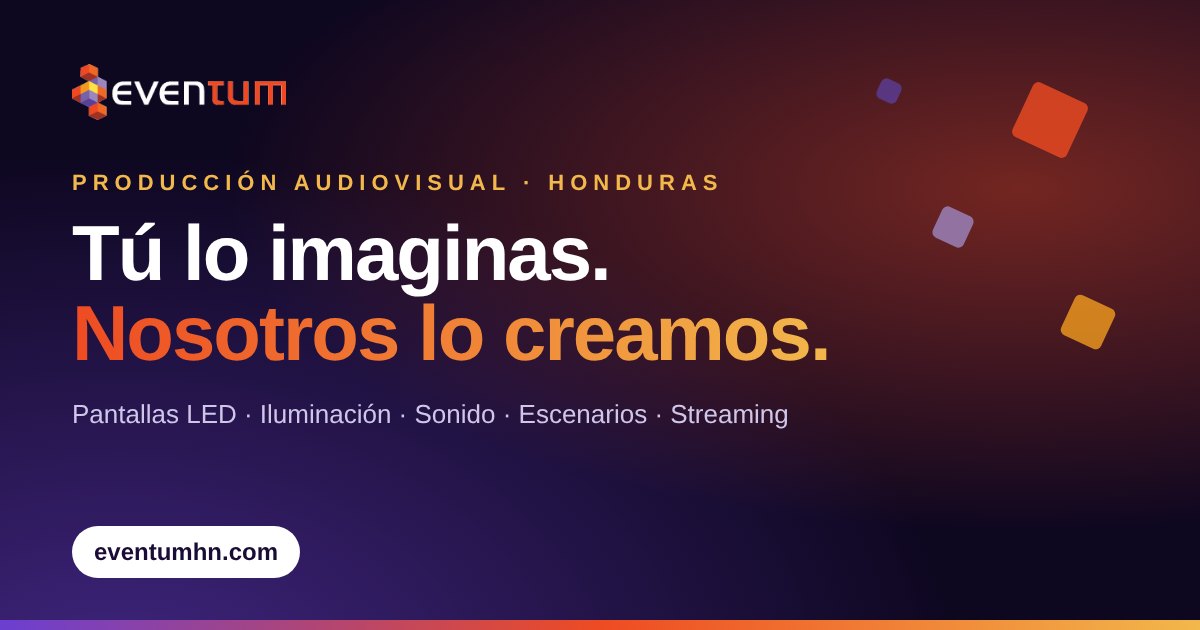 EVENTUM
PRODUCCIÓN AUDIOVISUAL · HONDURAS
Tú lo imaginas.
Nosotros lo creamos.
Pantallas LED · Iluminación · Sonido · Escenarios · Streaming
eventumhn.com